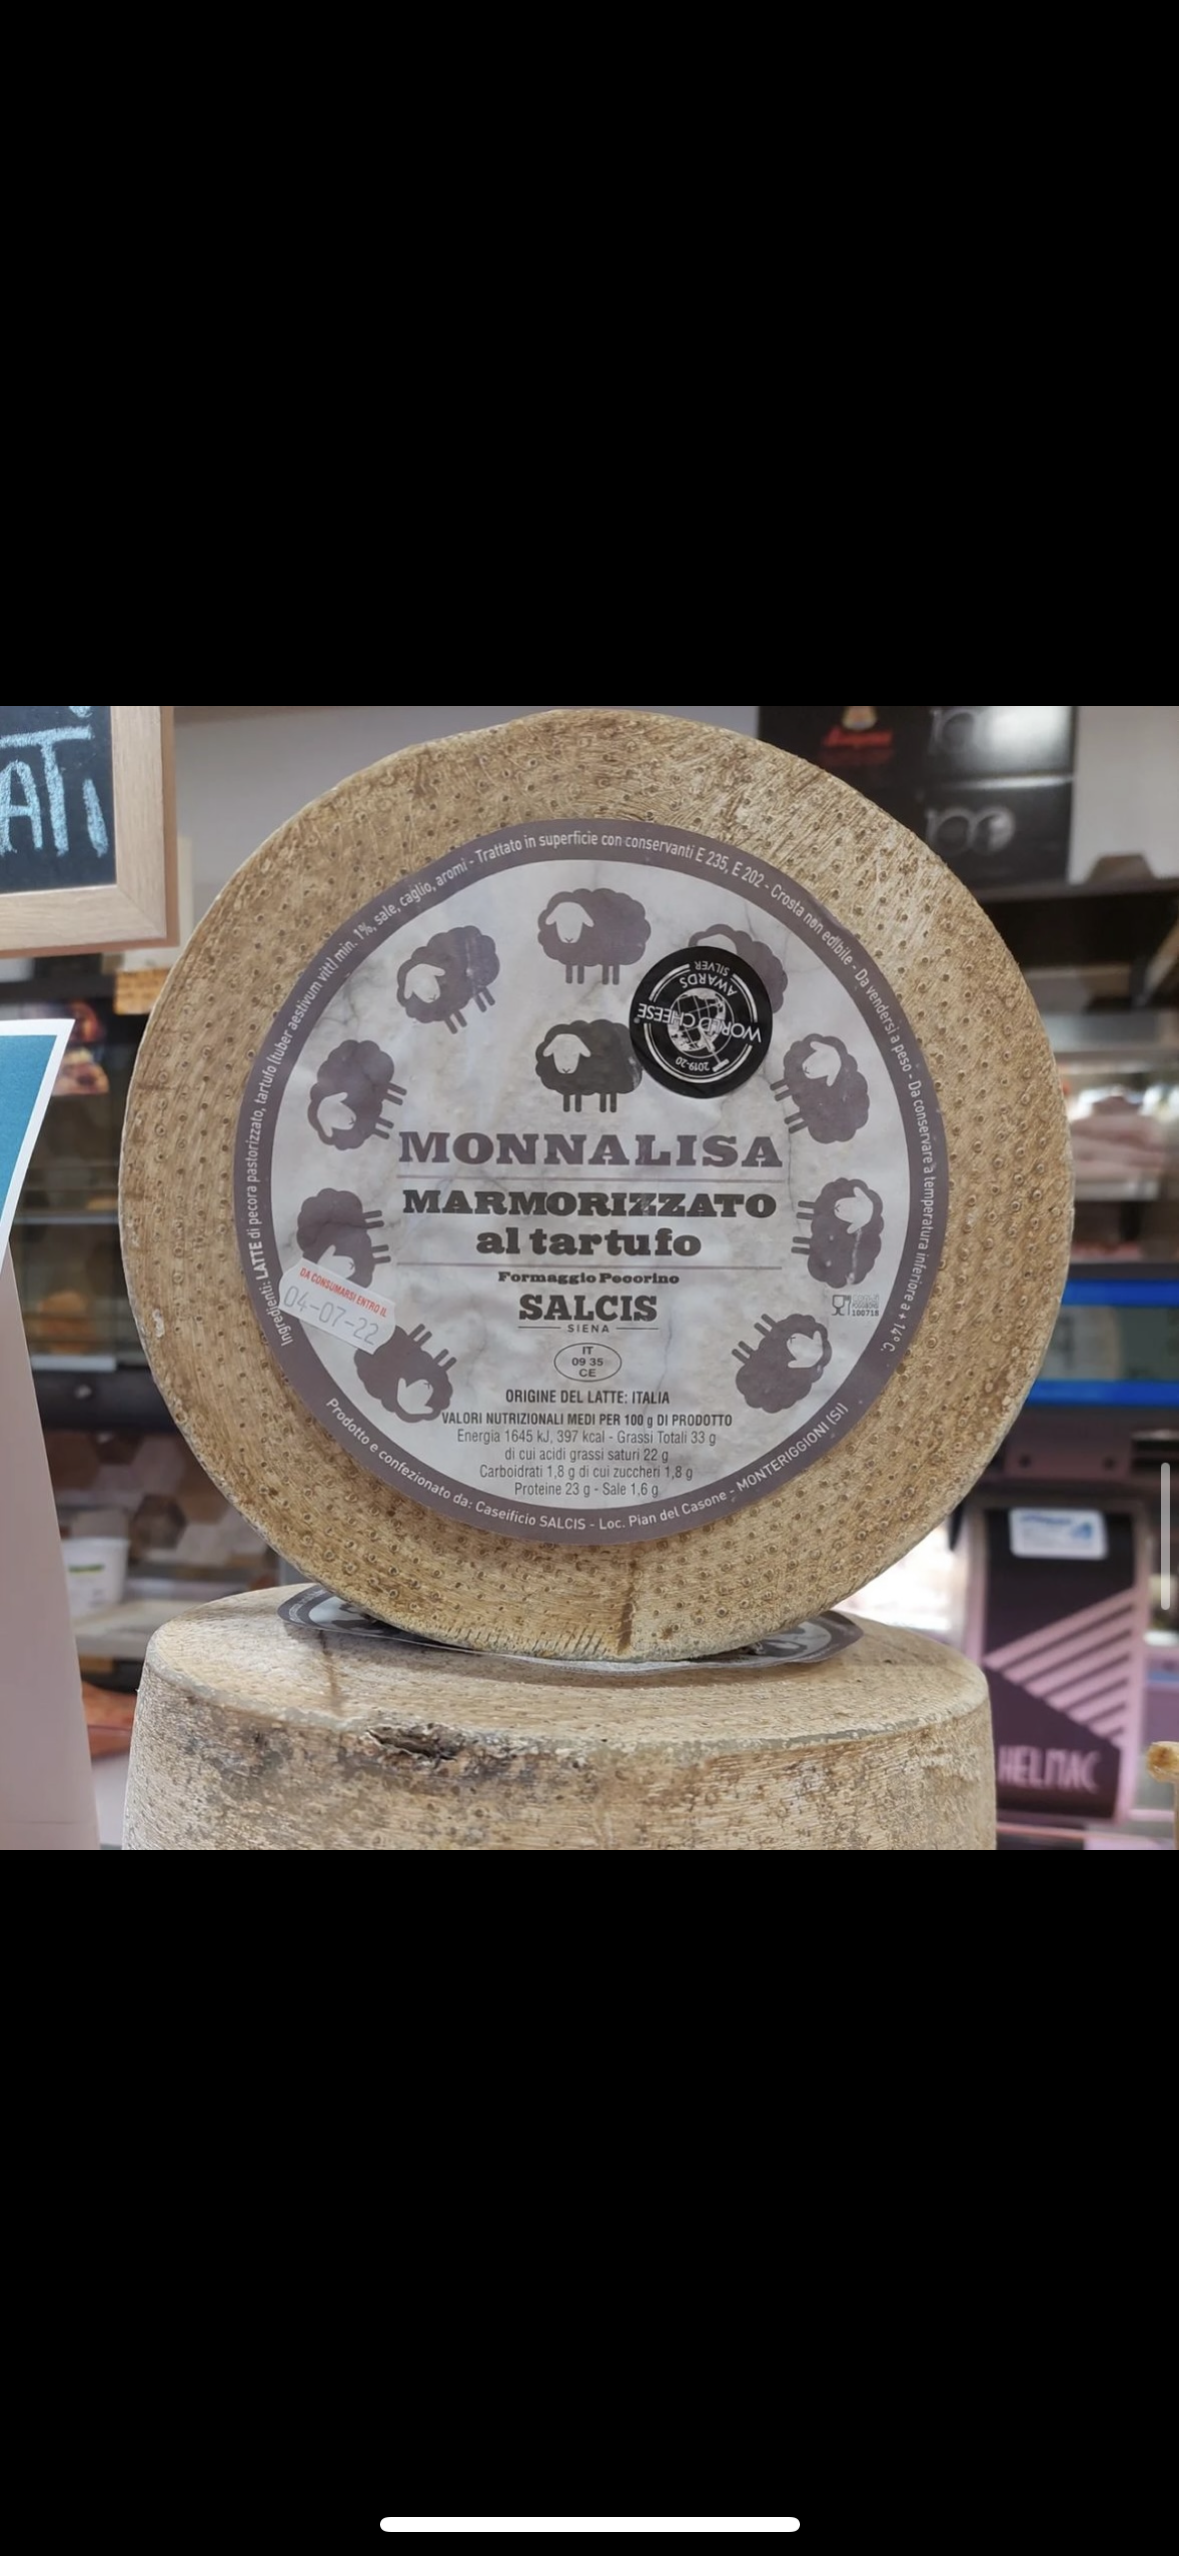 ATi
100
100
Ingredienti: LATTE di pecora pastorizzato, tartufo (tuber aestivum vitt) min. 1%, sale, caglio, aromi - Trattato in superficie con conservanti E 235, E 202 - Crosta non edibile - Da vendersi a peso - Da conservare a temperatura inferiore a + 14° C.
WORLD CHEESE
AWARDS
SILVER
2019-20
MONNALISA
MARMORIZZATO
al tartufo
Formaggio Pecorino
SALCIS
SIENA
DA CONSUMARSI ENTRO IL
04-07-22
100718
IT
09 35
CE
ORIGINE DEL LATTE: ITALIA
VALORI NUTRIZIONALI MEDI PER 100 g DI PRODOTTO
Energia 1645 kJ, 397 kcal - Grassi Totali 33 g
di cui acidi grassi saturi 22 g
Carboidrati 1,8 g di cui zuccheri 1,8 g
Proteine 23 g - Sale 1,6 g
Prodotto e confezionato da: Caseificio SALCIS - Loc. Pian del Casone - MONTERIGGIONI (SI)
HELMAC